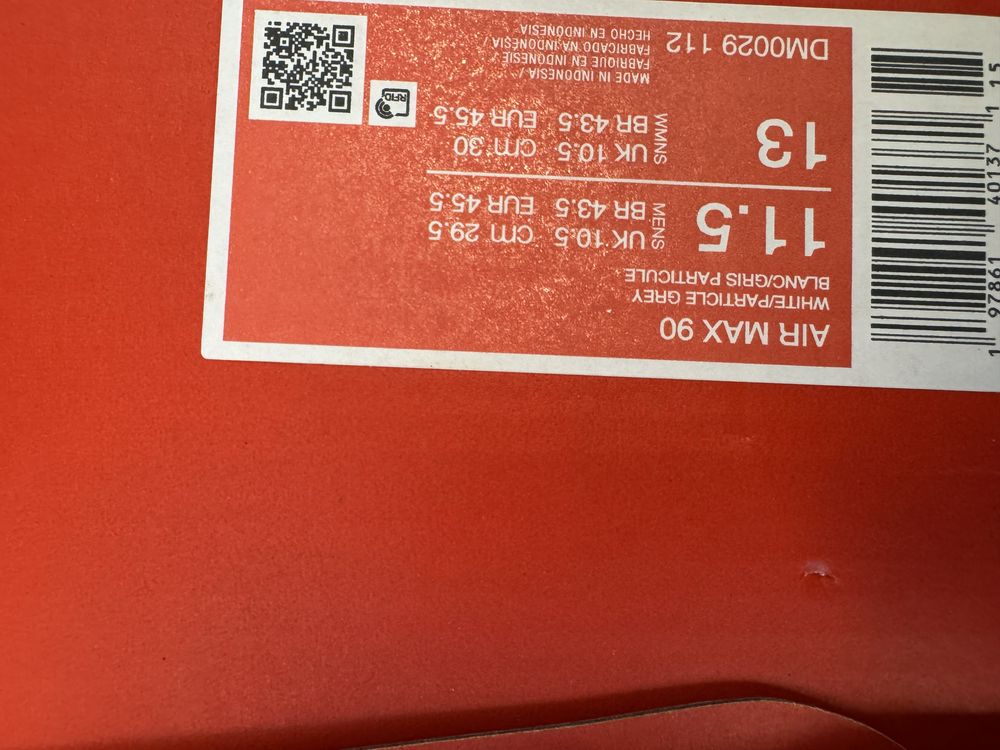 AIR MAX 90
WHITE/PARTICLE GREY
BLANC/GRIS PARTICULE
11.5 MENS UK 10.5 cm 29.5
BR 43.5 EUR 45.5
13 WMNS UK 10.5 cm 30
BR 43.5 EUR 45.5
DM0029 112
MADE IN INDONESIA /
FABRIQUE EN INDONESIE /
FABRICADO NA INDONESIA /
HECHO EN INDONESIA
RFID
1 97861 40137 1 15